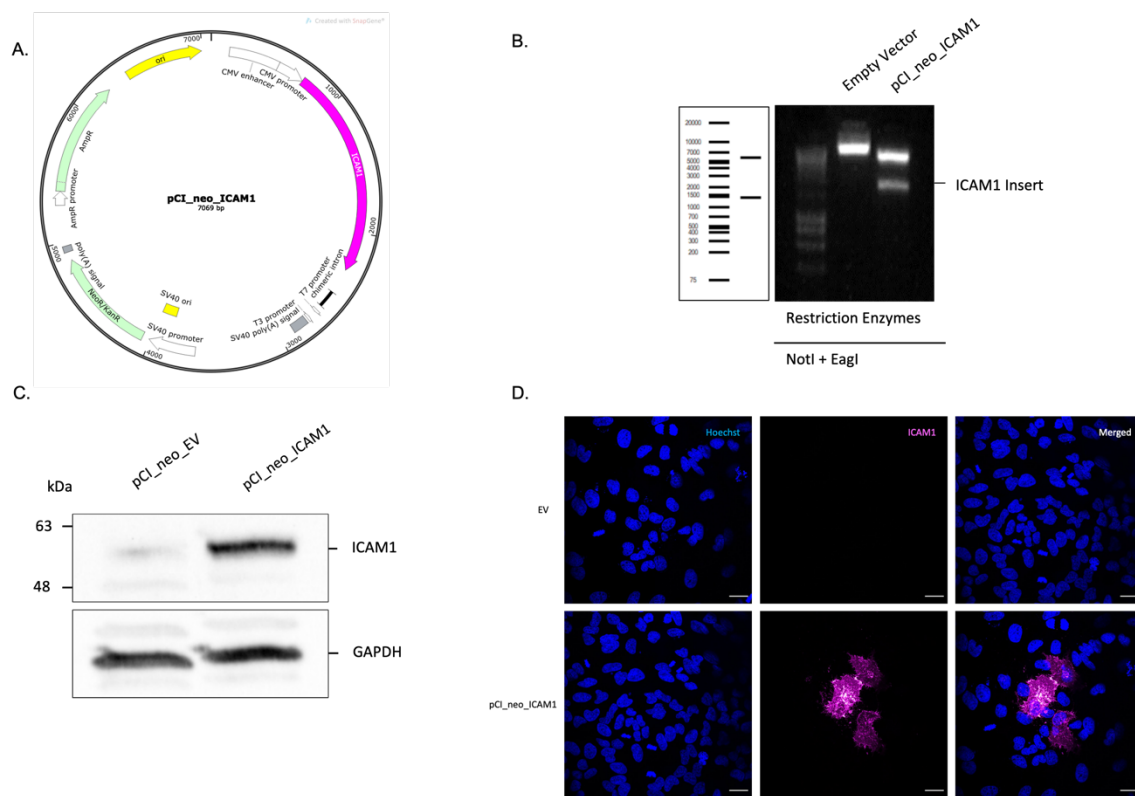 A.
Created with SnapGene®
7000
1000
2000
3000
4000
5000
6000
ori
CMV enhancer
CMV promoter
ICAM1
chimeric intron
T7 promoter
T3 promoter
SV40 poly(A) signal
SV40 promoter
SV40 ori
NeoR/KanR
poly(A) signal
AmpR promoter
AmpR
pCI_neo_ICAM1
7069 bp
B.
Empty Vector
pCI_neo_ICAM1
20000
10000
7000
5000
4000
3000
2000
1500
1000
700
500
400
300
200
75
ICAM1 Insert
Restriction Enzymes
NotI + EagI
C.
pCI_neo_EV
pCI_neo_ICAM1
kDa
63
ICAM1
48
GAPDH
D.
Hoechst
ICAM1
Merged
EV
pCI_neo_ICAM1